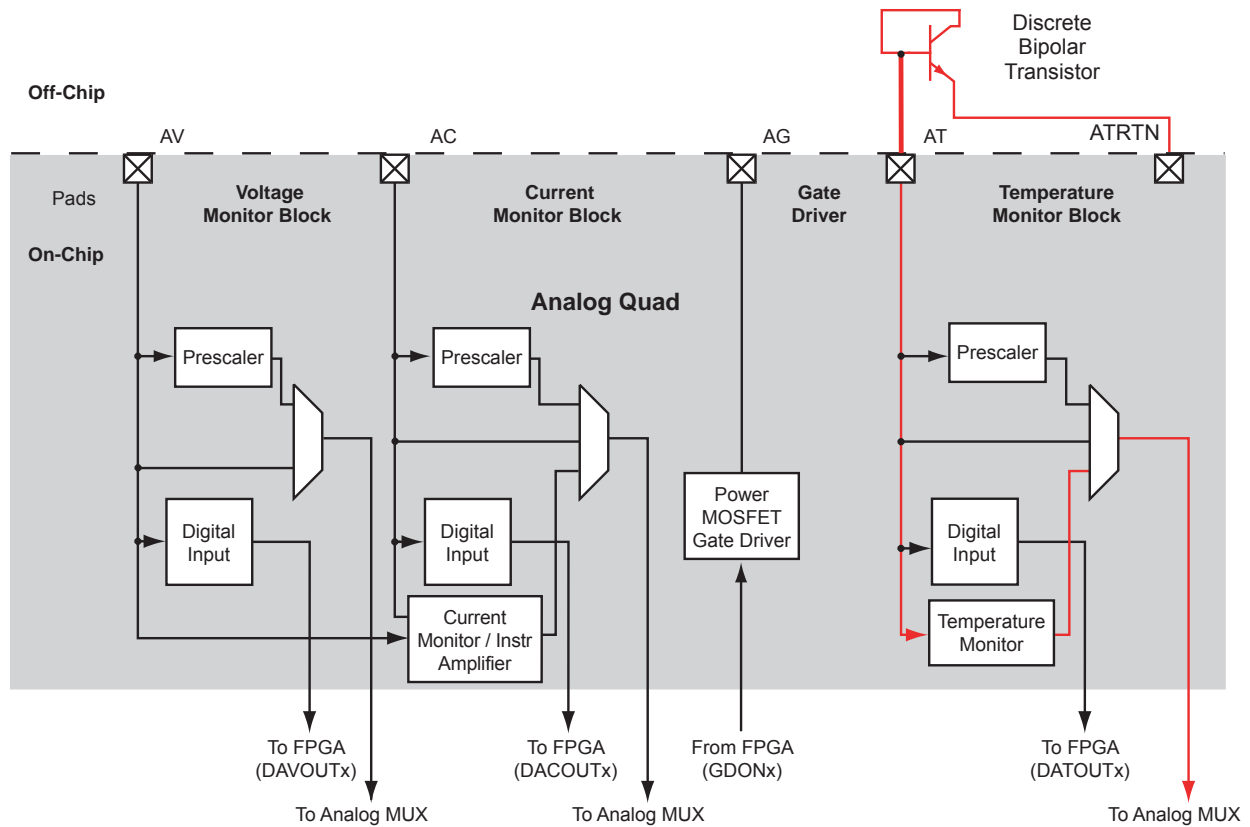 Discrete
Bipolar
Transistor
Off-Chip
AV
AC
AG
AT
ATRTN
Pads
Voltage
Monitor Block
Current
Monitor Block
Gate
Driver
Temperature
Monitor Block
On-Chip
Analog Quad
Prescaler
Prescaler
Prescaler
Digital
Input
Digital
Input
Power
MOSFET
Gate Driver
Digital
Input
Current
Monitor / Instr
Amplifier
Temperature
Monitor
To FPGA
(DAVOUTx)
To FPGA
(DACOUTx)
From FPGA
(GDONx)
To FPGA
(DATOUTx)
To Analog MUX
To Analog MUX
To Analog MUX